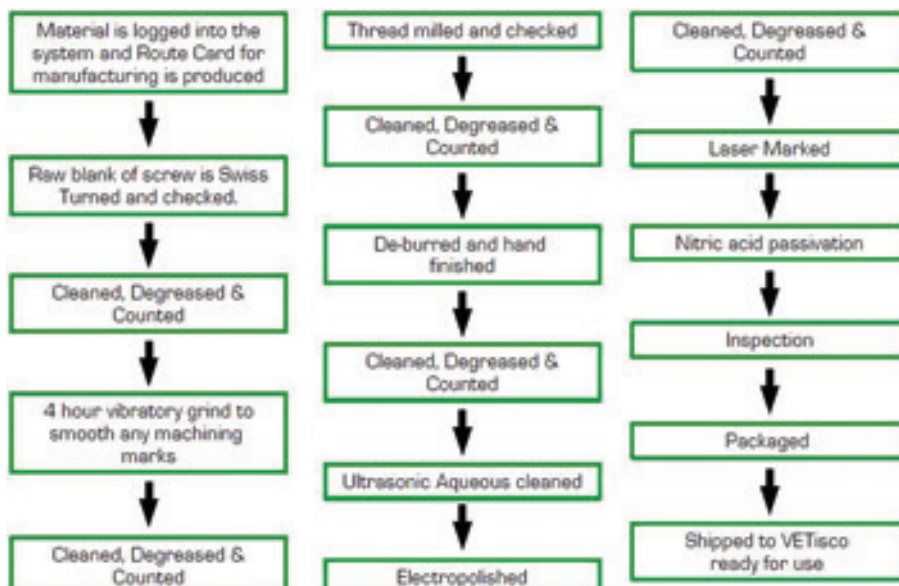 Material is logged into the
system and Route Card for
manufacturing is produced
Raw blank of screw is Swiss
Turned and checked.
Cleaned, Degreased &
Counted
4 hour vibratory grind to
smooth any machining
marks
Cleaned, Degreased &
Counted
Thread milled and checked
Cleaned, Degreased &
Counted
De-burred and hand
finished
Cleaned, Degreased &
Counted
Ultrasonic Aqueous cleaned
Electropolished
Cleaned, Degreased &
Counted
Laser Marked
Nitric acid passivation
Inspection
Packaged
Shipped to VETisco
ready for use